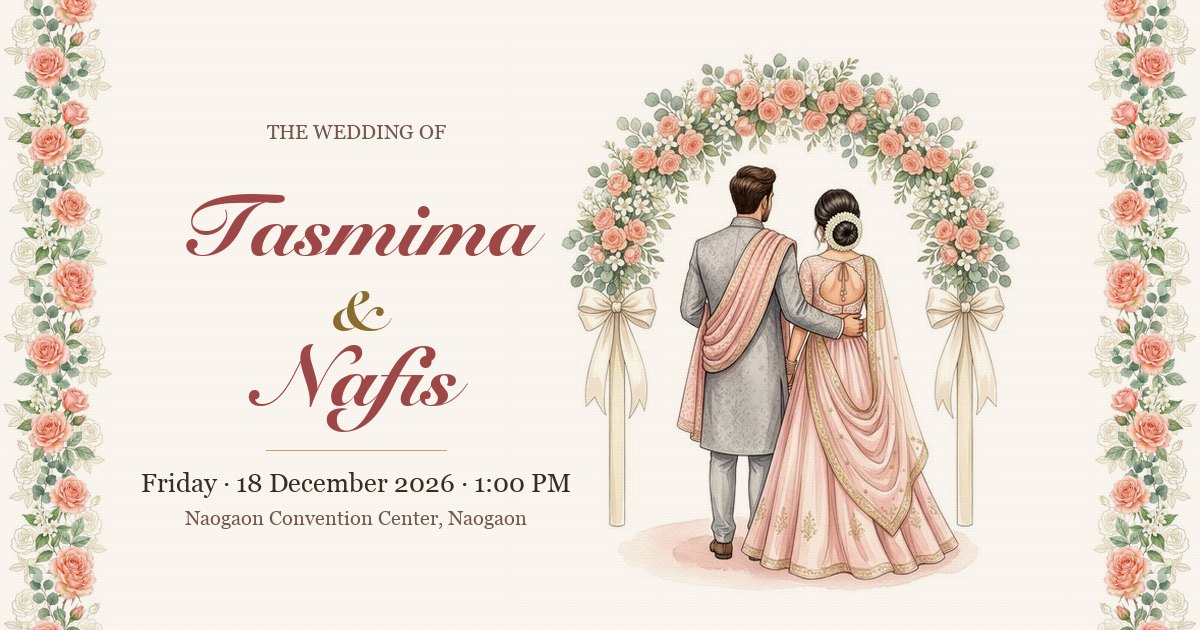 THE WEDDING OF
Tasmima
&
Nafis
Friday · 18 December 2026 · 1:00 PM
Naogaon Convention Center, Naogaon